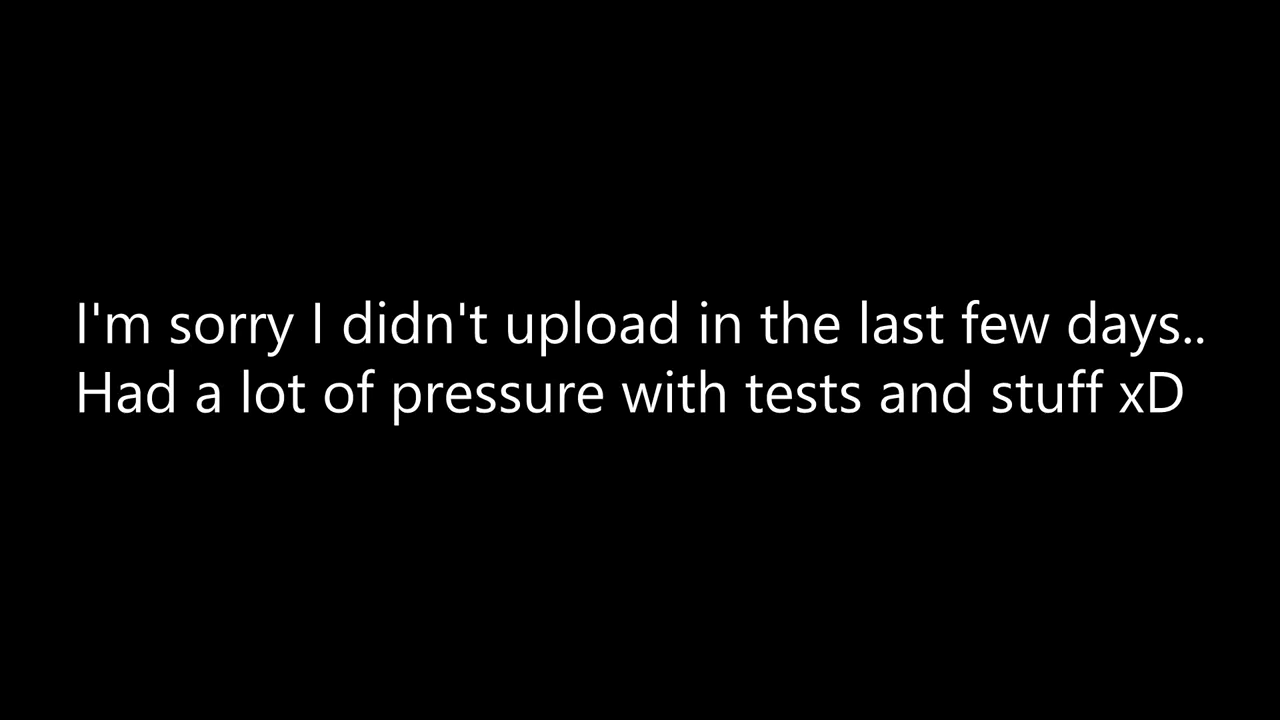 I'm sorry I didn't upload in the last few days..
Had a lot of pressure with tests and stuff xD